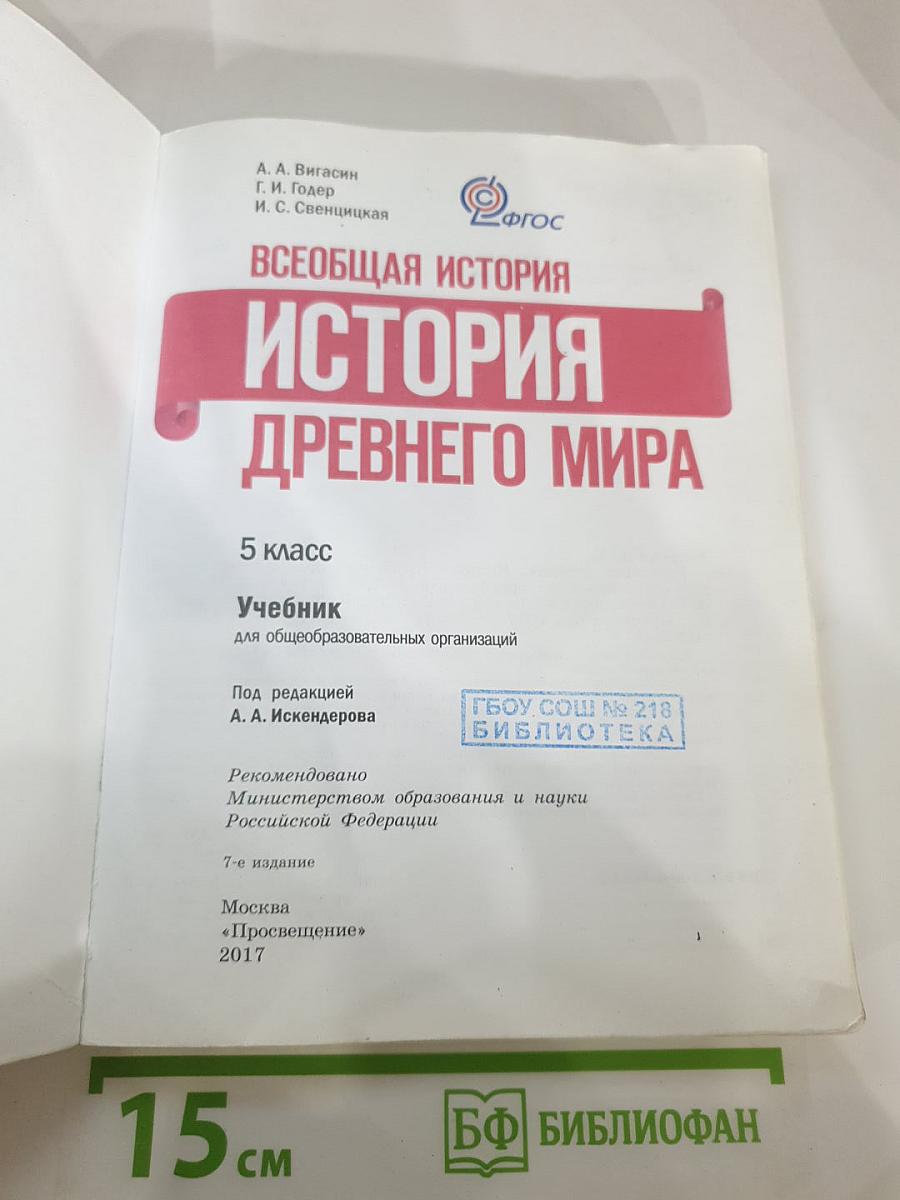 А. А. Вигасин
Г. И. Годер
И. С. Свенцицкая
ФГОС
ВСЕОБЩАЯ ИСТОРИЯ
ИСТОРИЯ
ДРЕВНЕГО МИРА
5 класс
Учебник
для общеобразовательных организаций
Под редакцией
А. А. Искендерова
ГБОУ СОШ № 218
БИБЛИОТЕКА
Рекомендовано
Министерством образования и науки
Российской Федерации
7-е издание
Москва
«Просвещение»
2017
15 см
БФ БИБЛИОФАН